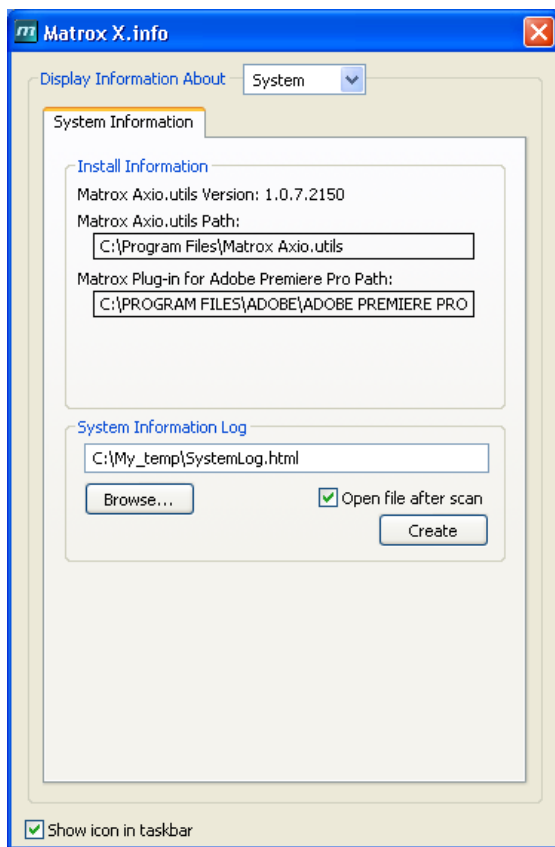 m Matrox X.info
Display Information About System
System Information
Install Information
Matrox Axio.utils Version: 1.0.7.2150
Matrox Axio.utils Path:
C:\Program Files\Matrox Axio.utils
Matrox Plug-in for Adobe Premiere Pro Path:
C:\PROGRAM FILES\ADOBE\ADOBE PREMIERE PRO
System Information Log
C:\My_temp\SystemLog.html
Browse... Open file after scan
Create
Show icon in taskbar